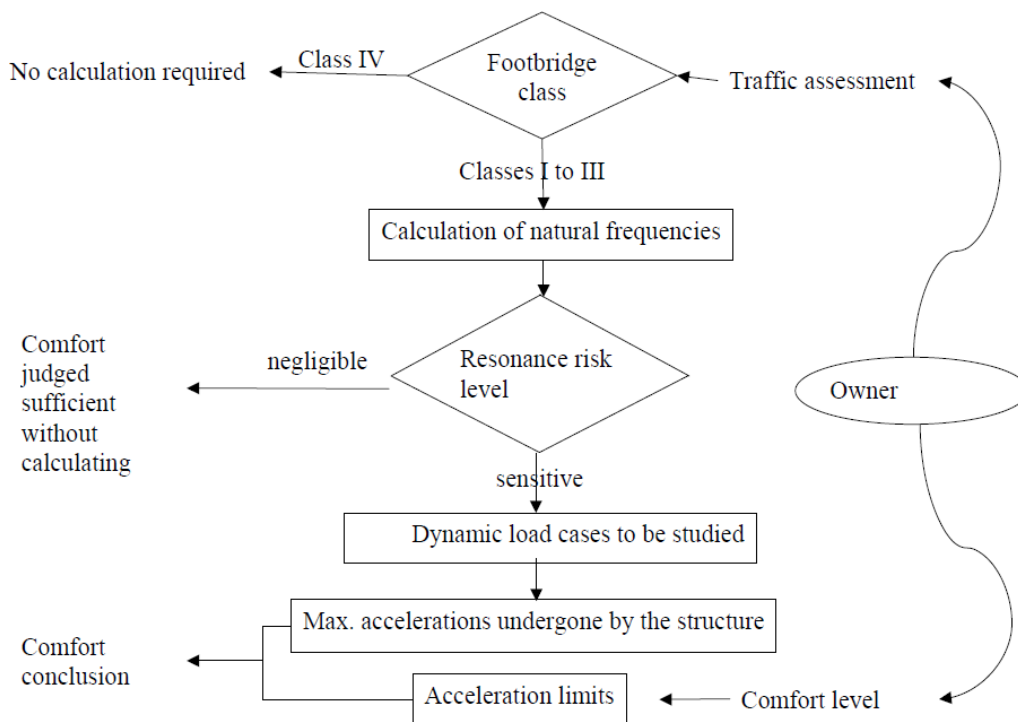 Class IV
No calculation required
Footbridge
class
Traffic assessment
Classes I to III
Calculation of natural frequencies
Comfort
judged
sufficient
without
calculating
negligible
Resonance risk
level
Owner
sensitive
Dynamic load cases to be studied
Max. accelerations undergone by the structure
Comfort
conclusion
Acceleration limits
Comfort level